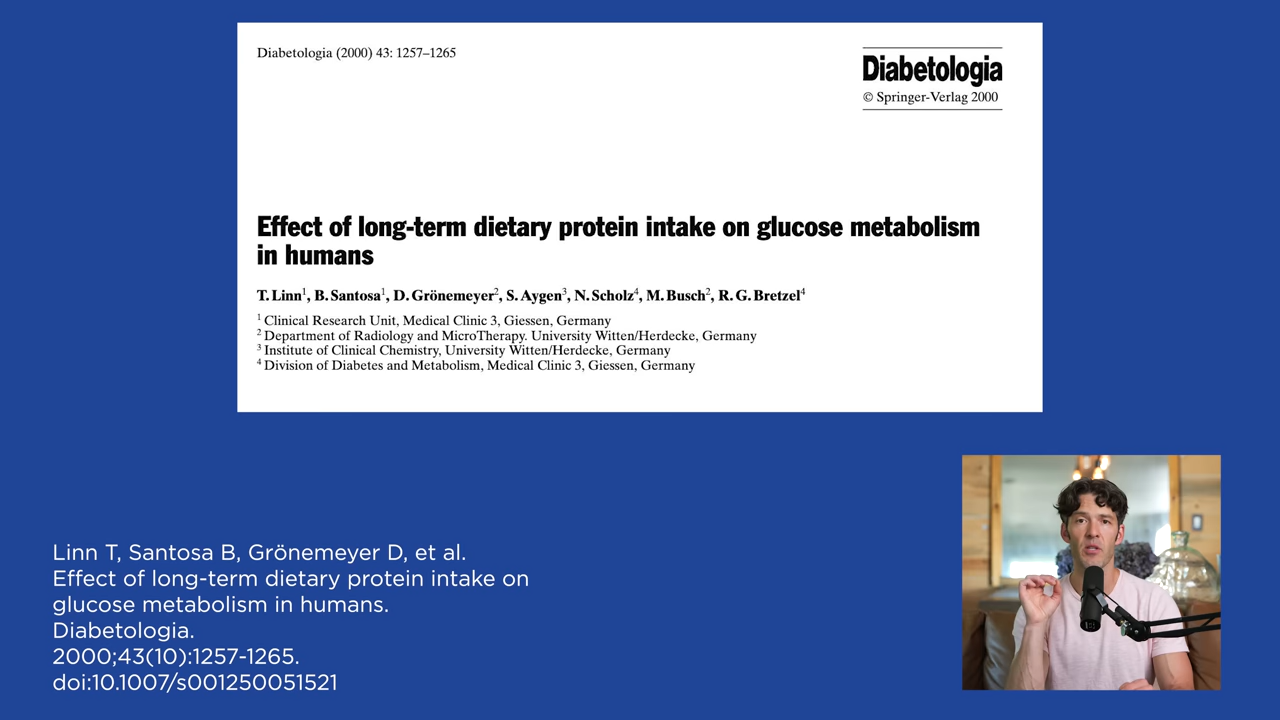 Diabetologia (2000) 43: 1257–1265
Diabetologia
© Springer-Verlag 2000
Effect of long-term dietary protein intake on glucose metabolism
in humans
T. Linn1, B. Santosa1, D. Grönemeyer2, S. Aygen3, N. Scholz4, M. Busch2, R. G. Bretzel4
1 Clinical Research Unit, Medical Clinic 3, Giessen, Germany
2 Department of Radiology and MicroTherapy. University Witten/Herdecke, Germany
3 Institute of Clinical Chemistry, University Witten/Herdecke, Germany
4 Division of Diabetes and Metabolism, Medical Clinic 3, Giessen, Germany
Linn T, Santosa B, Grönemeyer D, et al.
Effect of long-term dietary protein intake on
glucose metabolism in humans.
Diabetologia.
2000;43(10):1257-1265.
doi:10.1007/s001250051521